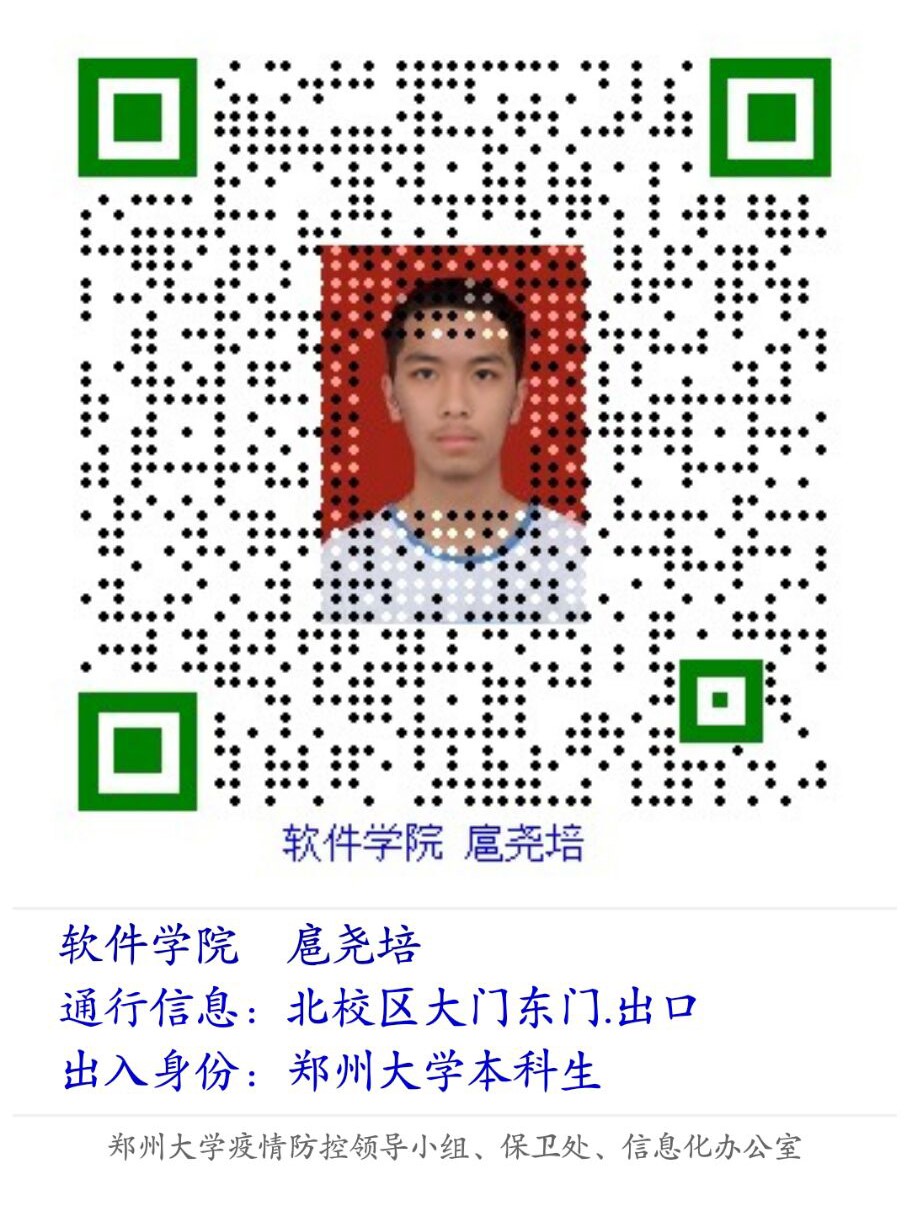 软件学院 扈尧培
软件学院 扈尧培
通行信息：北校区大门东门.出口
出入身份：郑州大学本科生
郑州大学疫情防控领导小组、保卫处、信息化办公室